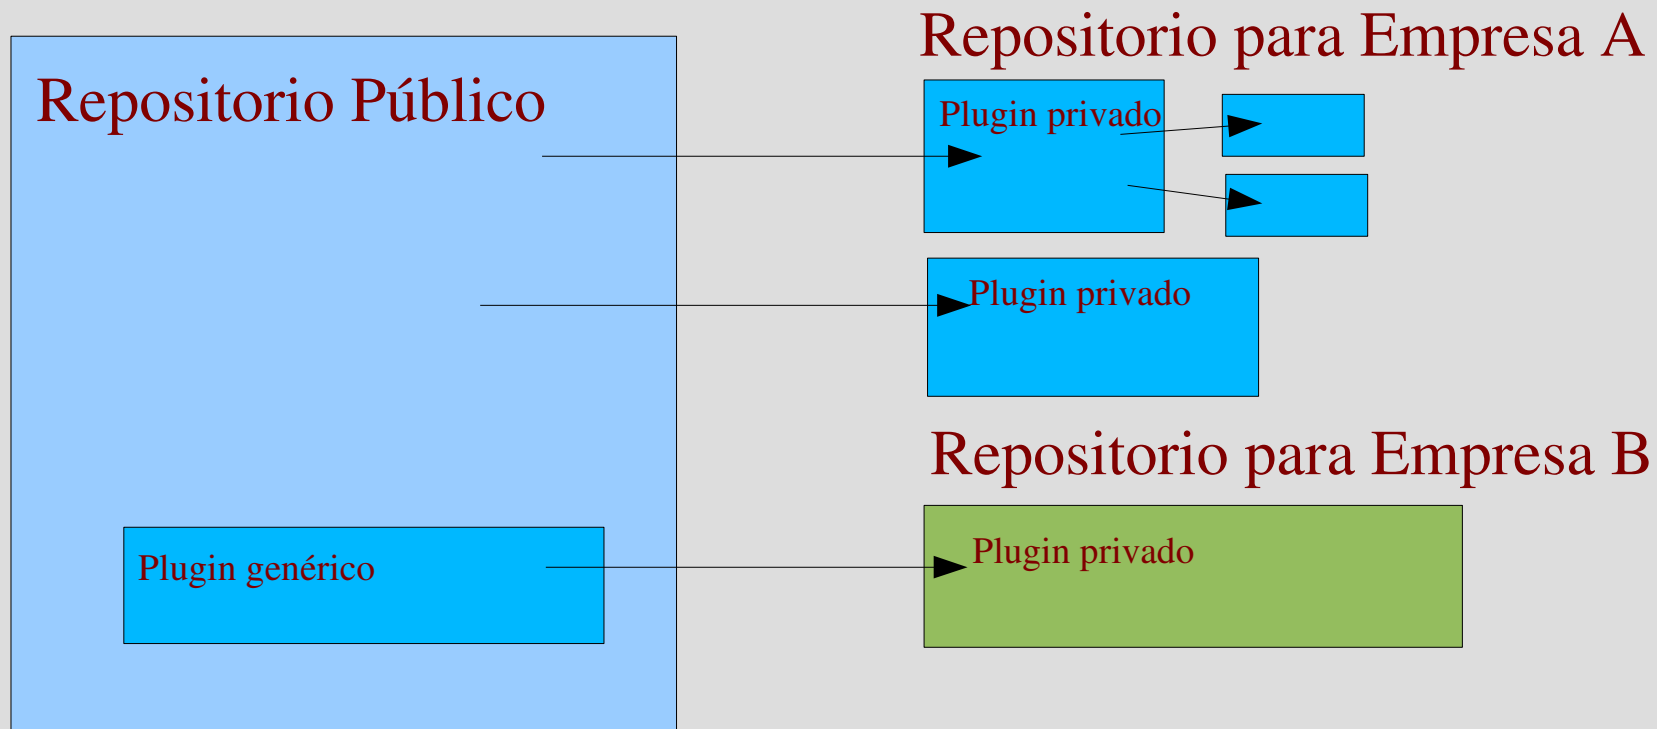 Repositorio Público
Plugin genérico
Repositorio para Empresa A
Plugin privado
Plugin privado
Repositorio para Empresa B
Plugin privado